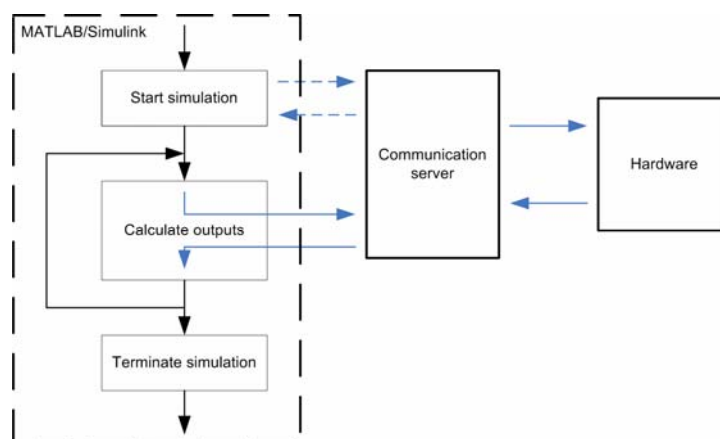 MATLAB/Simulink
Start simulation
Communication
server
Hardware
Calculate outputs
Terminate simulation